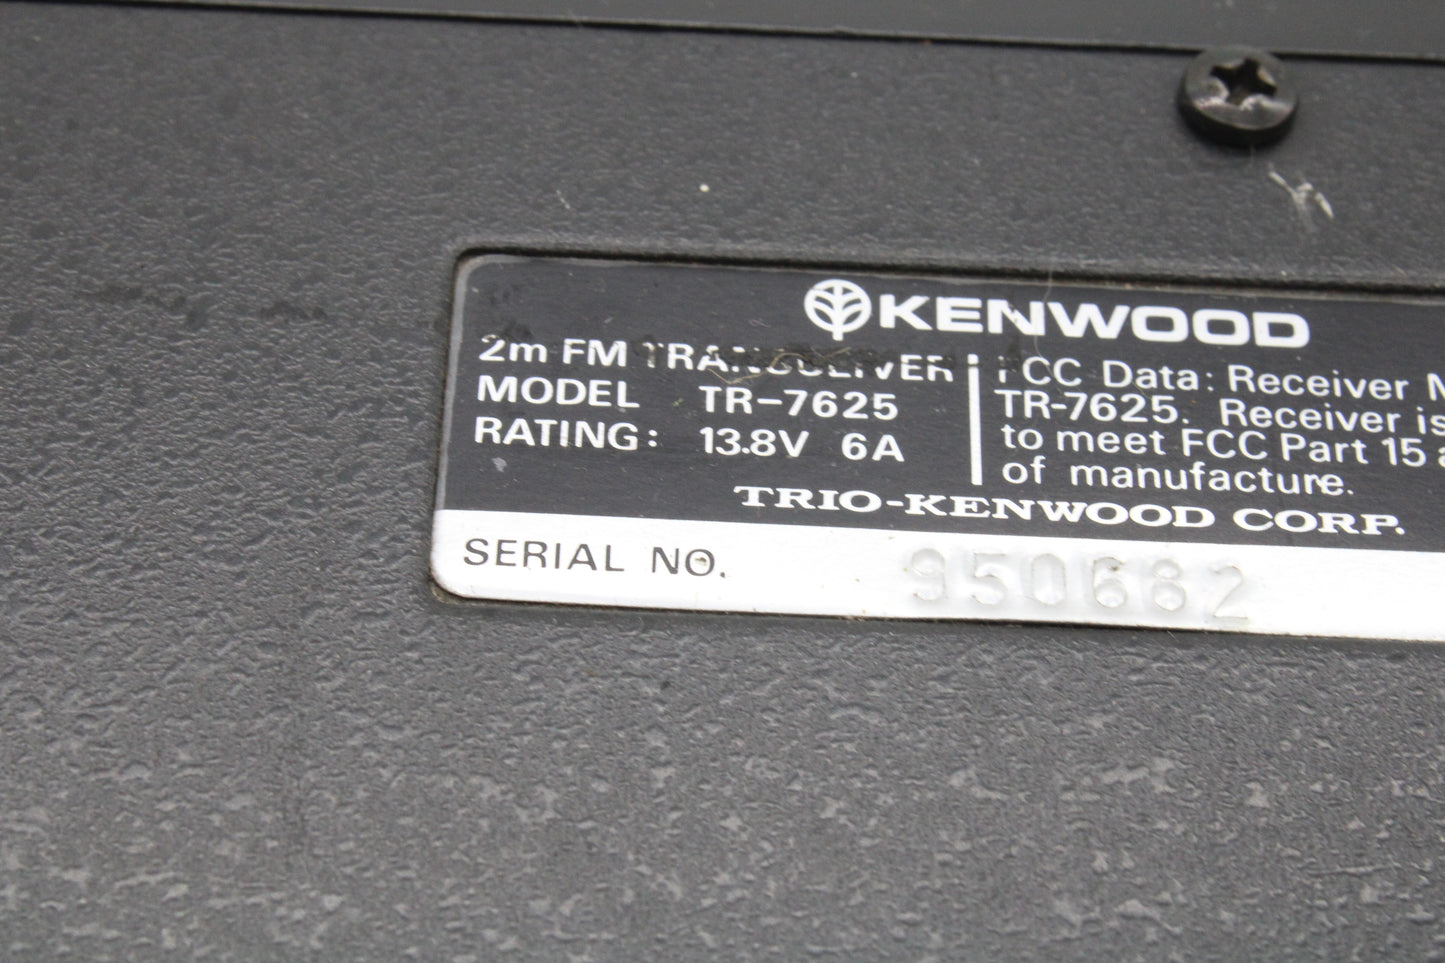 KENWOOD
2m FM TRANSCEIVER
MODEL TR-7625
RATING: 13.8V 6A
FCC Data: Receiver
TR-7625. Receiver is
to meet FCC Part 15
of manufacture.
TRIO-KENWOOD CORP.
SERIAL NO. 950682